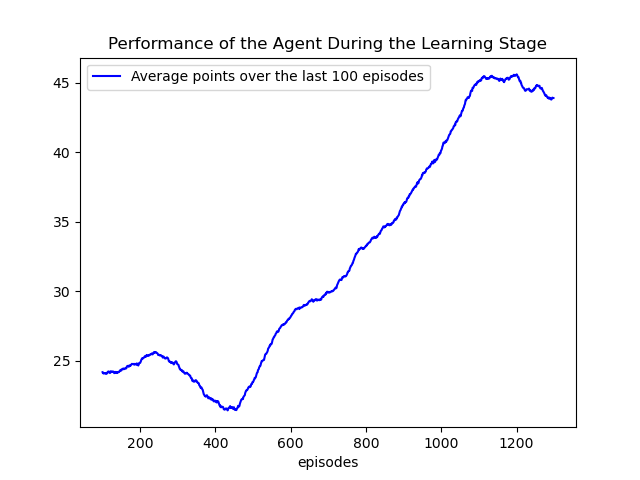 Performance of the Agent During the Learning Stage
Average points over the last 100 episodes
45
40
35
30
25
200 400 600 800 1000 1200
episodes